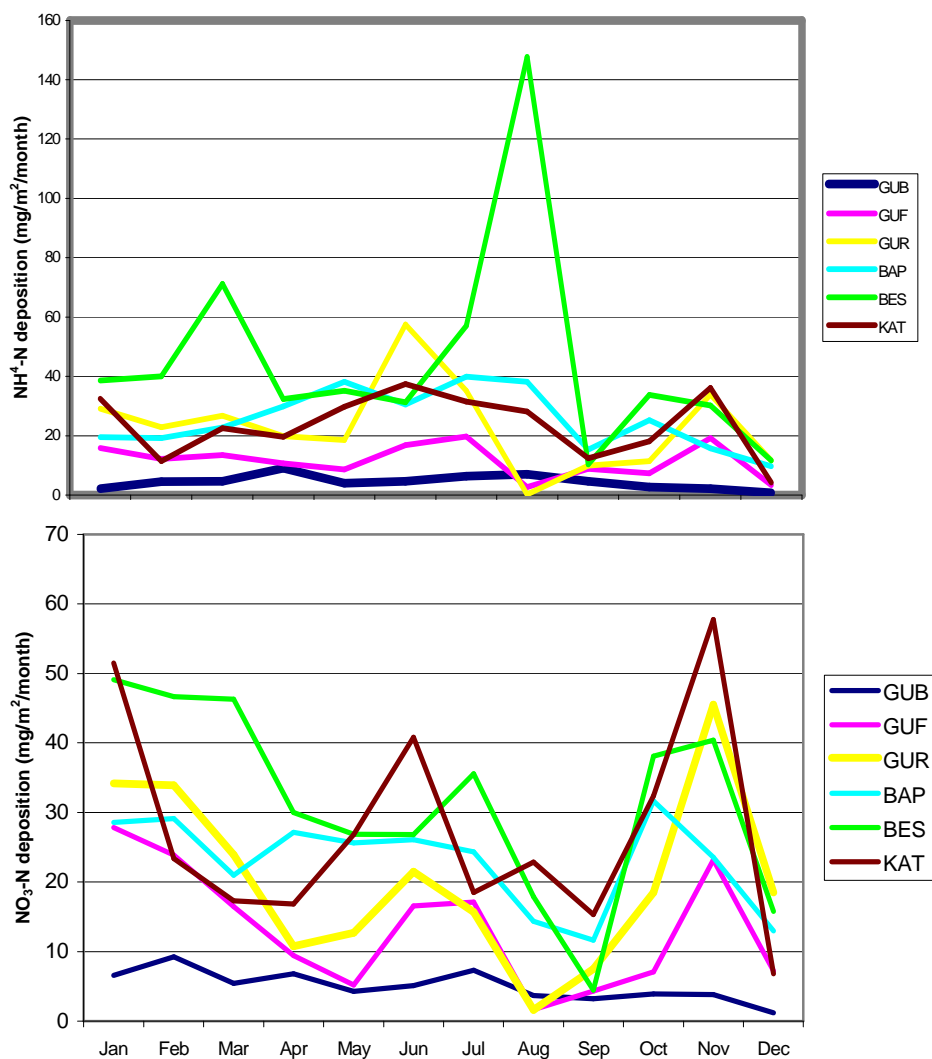 160
140
120
100
80
60
40
20
0
NH⁴-N deposition (mg/m²/month)
GUB
GUF
GUR
BAP
BES
KAT
70
60
50
40
30
20
10
0
NO₃-N deposition (mg/m²/month)
Jan Feb Mar Apr May Jun Jul Aug Sep Oct Nov Dec
GUB
GUF
GUR
BAP
BES
KAT